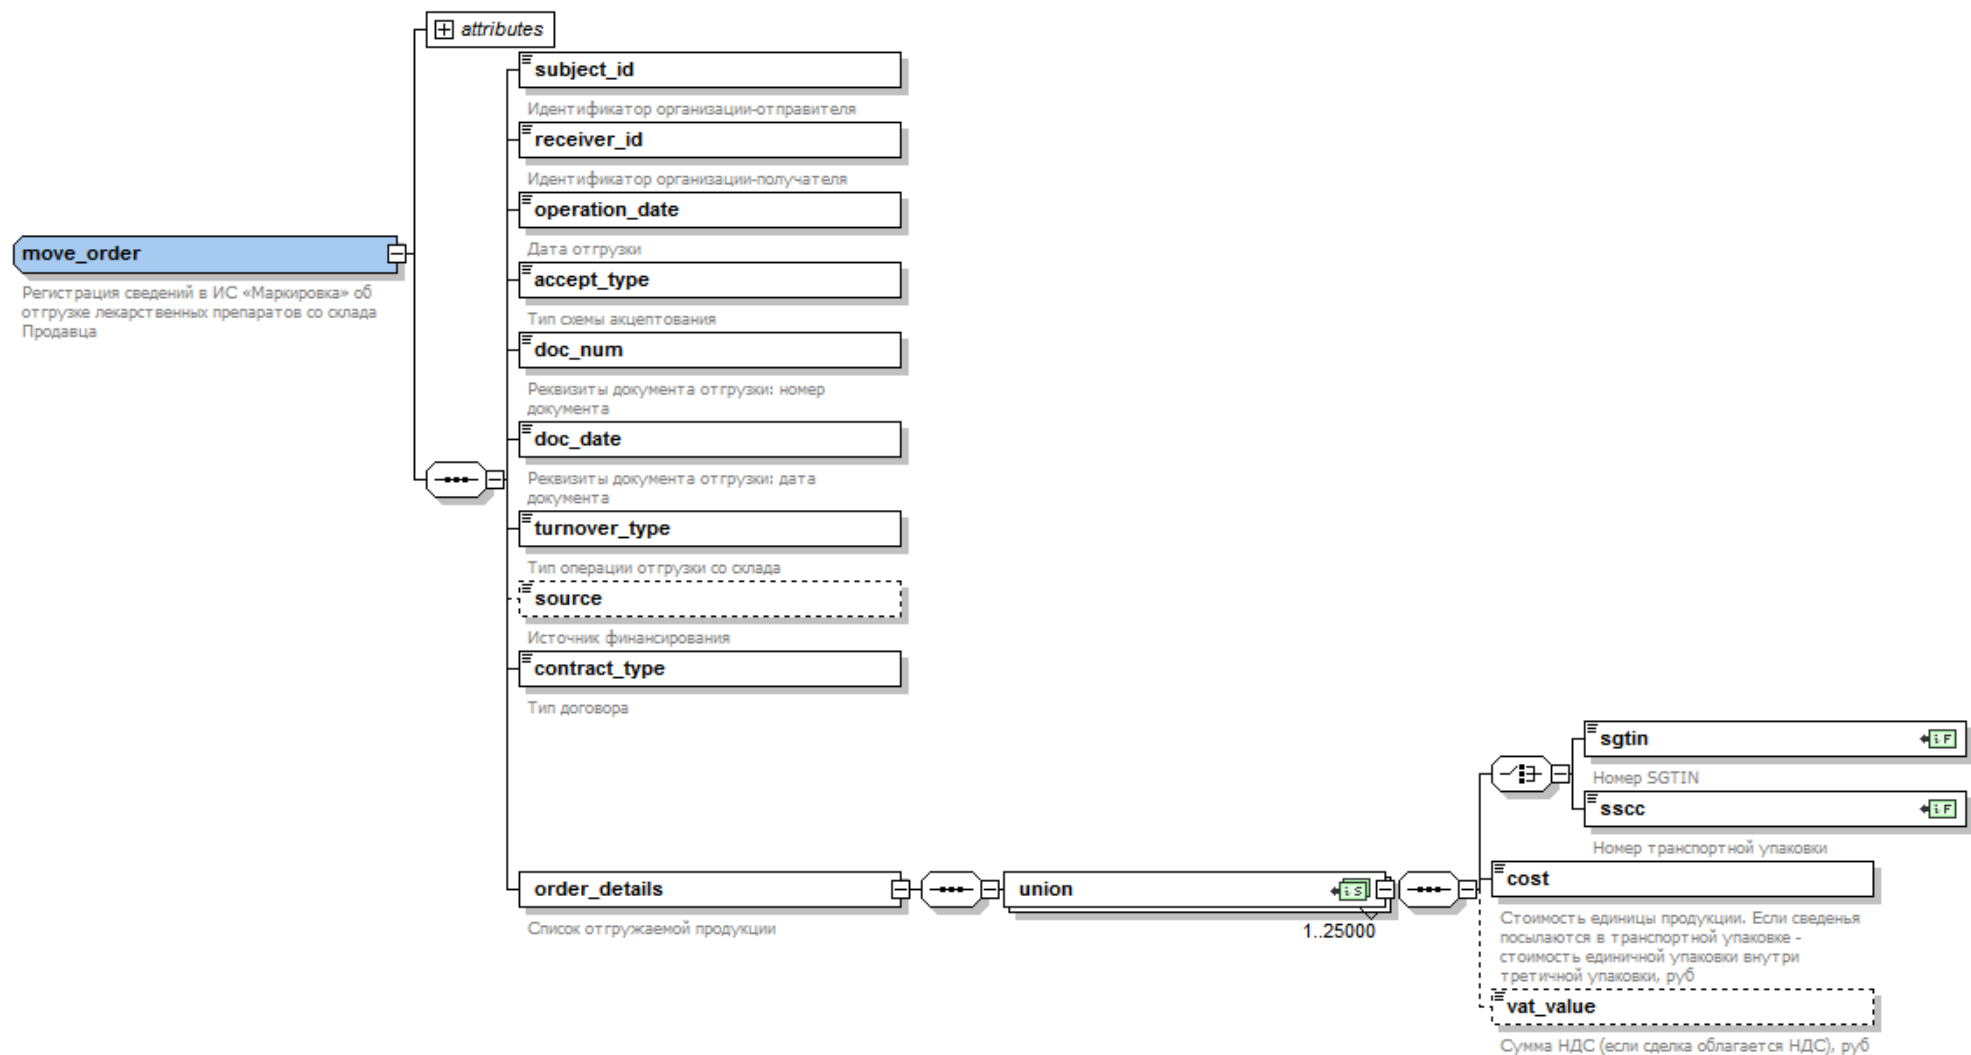 attributes
subject_id
Идентификатор организации-отправителя
receiver_id
Идентификатор организации-получателя
operation_date
Дата отгрузки
move_order
Регистрация сведений в ИС «Маркировка» об
отгрузке лекарственных препаратов со склада
Продавца
accept_type
Тип схемы акцептования
doc_num
Реквизиты документа отгрузки: номер
документа
doc_date
Реквизиты документа отгрузки: дата
документа
turnover_type
Тип операции отгрузки со склада
source
Источник финансирования
contract_type
Тип договора
order_details
Список отгружаемой продукции
union
iS
1..25000
sgtin
iF
Номер SGTIN
sscc
iF
Номер транспортной упаковки
cost
Стоимость единицы продукции. Если сведенья
посылаются в транспортной упаковке -
стоимость единичной упаковки внутри
третичной упаковки, руб
vat_value
Сумма НДС (если сделка облагается НДС), руб